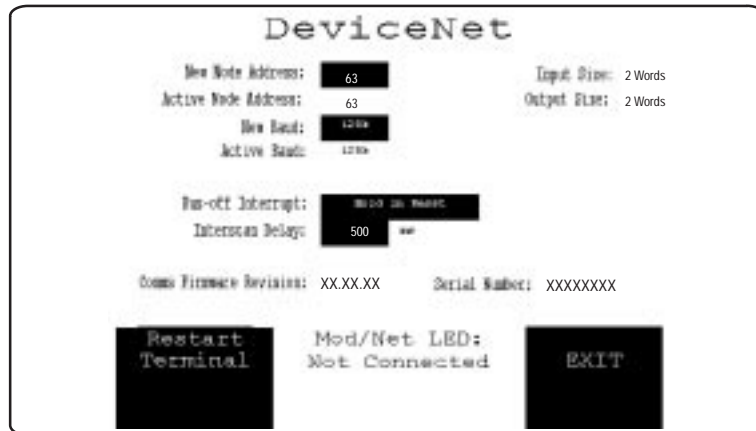 DeviceNet
New Node Address: 63 Input Size: 2 Words
Active Node Address: 63 Output Size: 2 Words
New Baud: 125k
Active Baud: 125k
Bus-off Interrupt: Hold in Reset
Interscan Delay: 500
Comms Firmware Revision: XX.XX.XX Serial Number: XXXXXXXX
Restart Terminal
Mod/Net LED:
Not Connected
EXIT